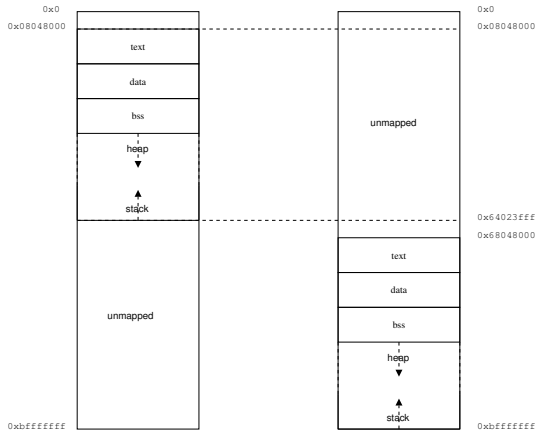 0x0
0x08048000
text
data
bss
heap
stack
unmapped
0xbfffffff
0x0
0x08048000
unmapped
0x64023fff
0x68048000
text
data
bss
heap
stack
0xbfffffff